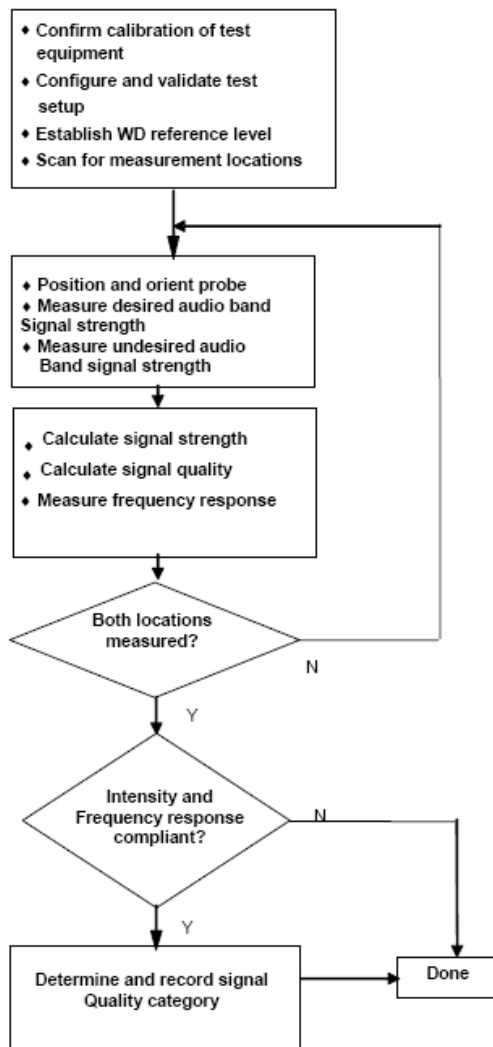 ♦ Confirm calibration of test
equipment
♦ Configure and validate test
setup
♦ Establish WD reference level
♦ Scan for measurement locations
♦ Position and orient probe
♦ Measure desired audio band
Signal strength
♦ Measure undesired audio
Band signal strength
♦ Calculate signal strength
♦ Calculate signal quality
♦ Measure frequency response
Both locations
measured?
N
Y
Intensity and
Frequency response
compliant?
N
Y
Determine and record signal
Quality category
Done